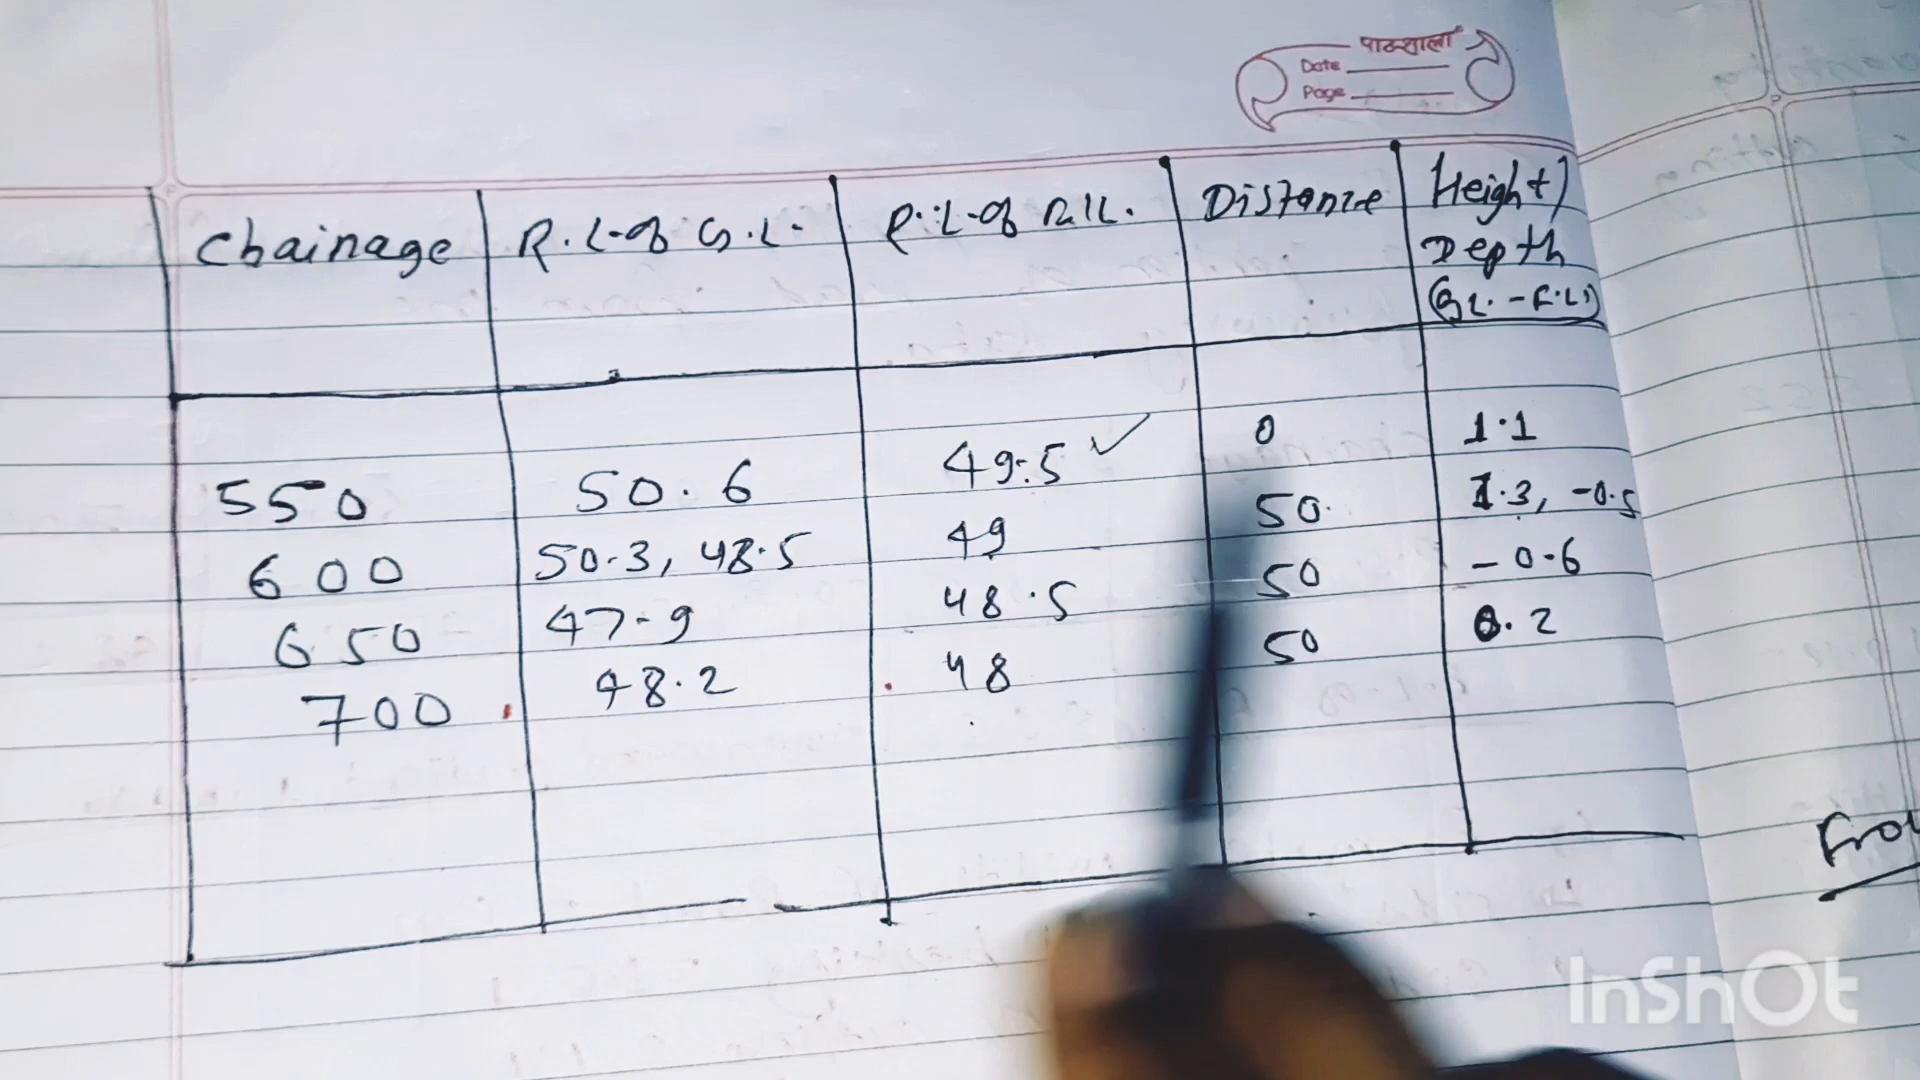 पाठशाला
Date
Page
Chainage R.L. of G.L. R.L. of Distance Height/
Depth
(G.L. - F.L.)
550 50.6 49.5 ✓ 0 1.1
600 50.3, 48.5 49 50 1.3, -0.5
650 47.9 48.5 50 -0.6
700 48.2 48 50 0.2
InShOt